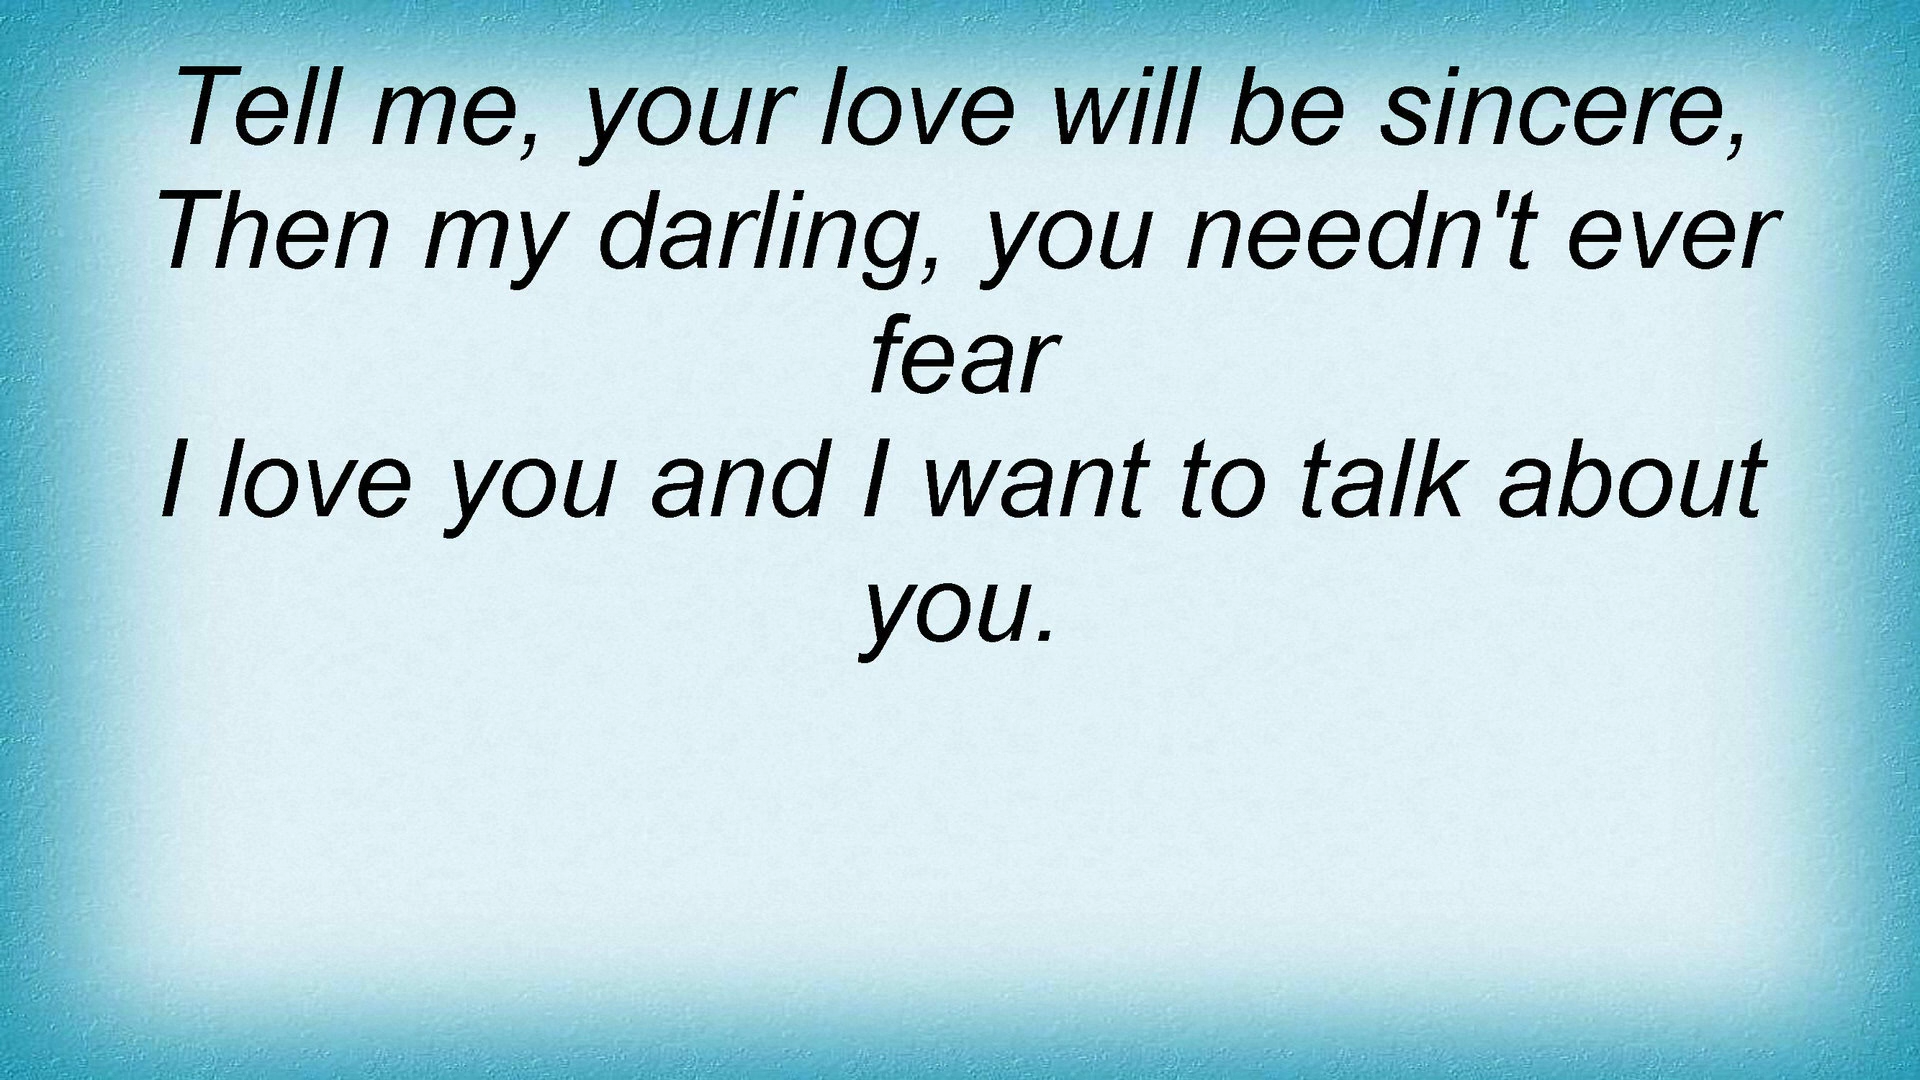 Tell me, your love will be sincere,
Then my darling, you needn't ever
fear
I love you and I want to talk about
you.